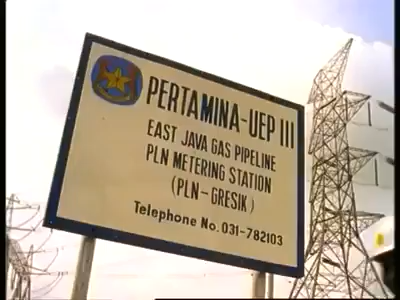 PERTAMINA-UEP III
EAST JAVA GAS PIPELINE
PLN METERING STATION
(PLN-GRESIK)
Telephone No. 031-782103